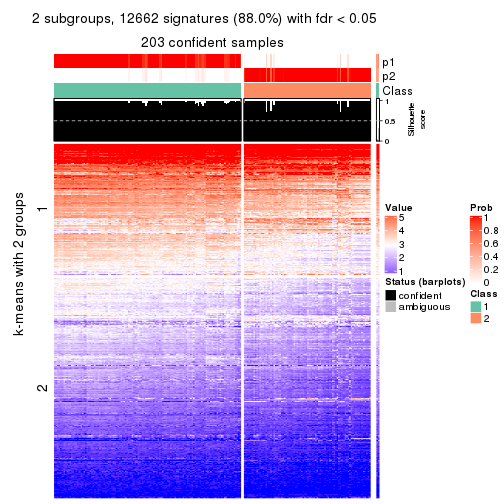 2 subgroups, 12662 signatures (88.0%) with fdr < 0.05
203 confident samples
p1
p2
Class
1
0.5
0
Silhouette
score
k-means with 2 groups
1
2
Value
5
4
3
2
1
Status (barplots)
confident
ambiguous
Prob
1
0.8
0.6
0.4
0.2
0
Class
1
2